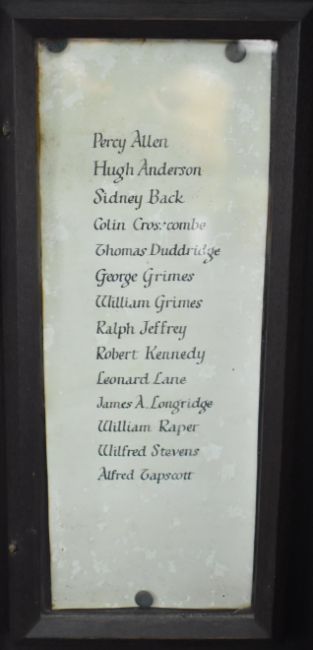 Percy Allen
Hugh Anderson
Sidney Back
Colin Croscombe
Thomas Duddridge
George Grimes
William Grimes
Ralph Jeffrey
Robert Kennedy
Leonard Lane
James A. Longridge
William Raper
Wilfred Stevens
Alfred Tapscott